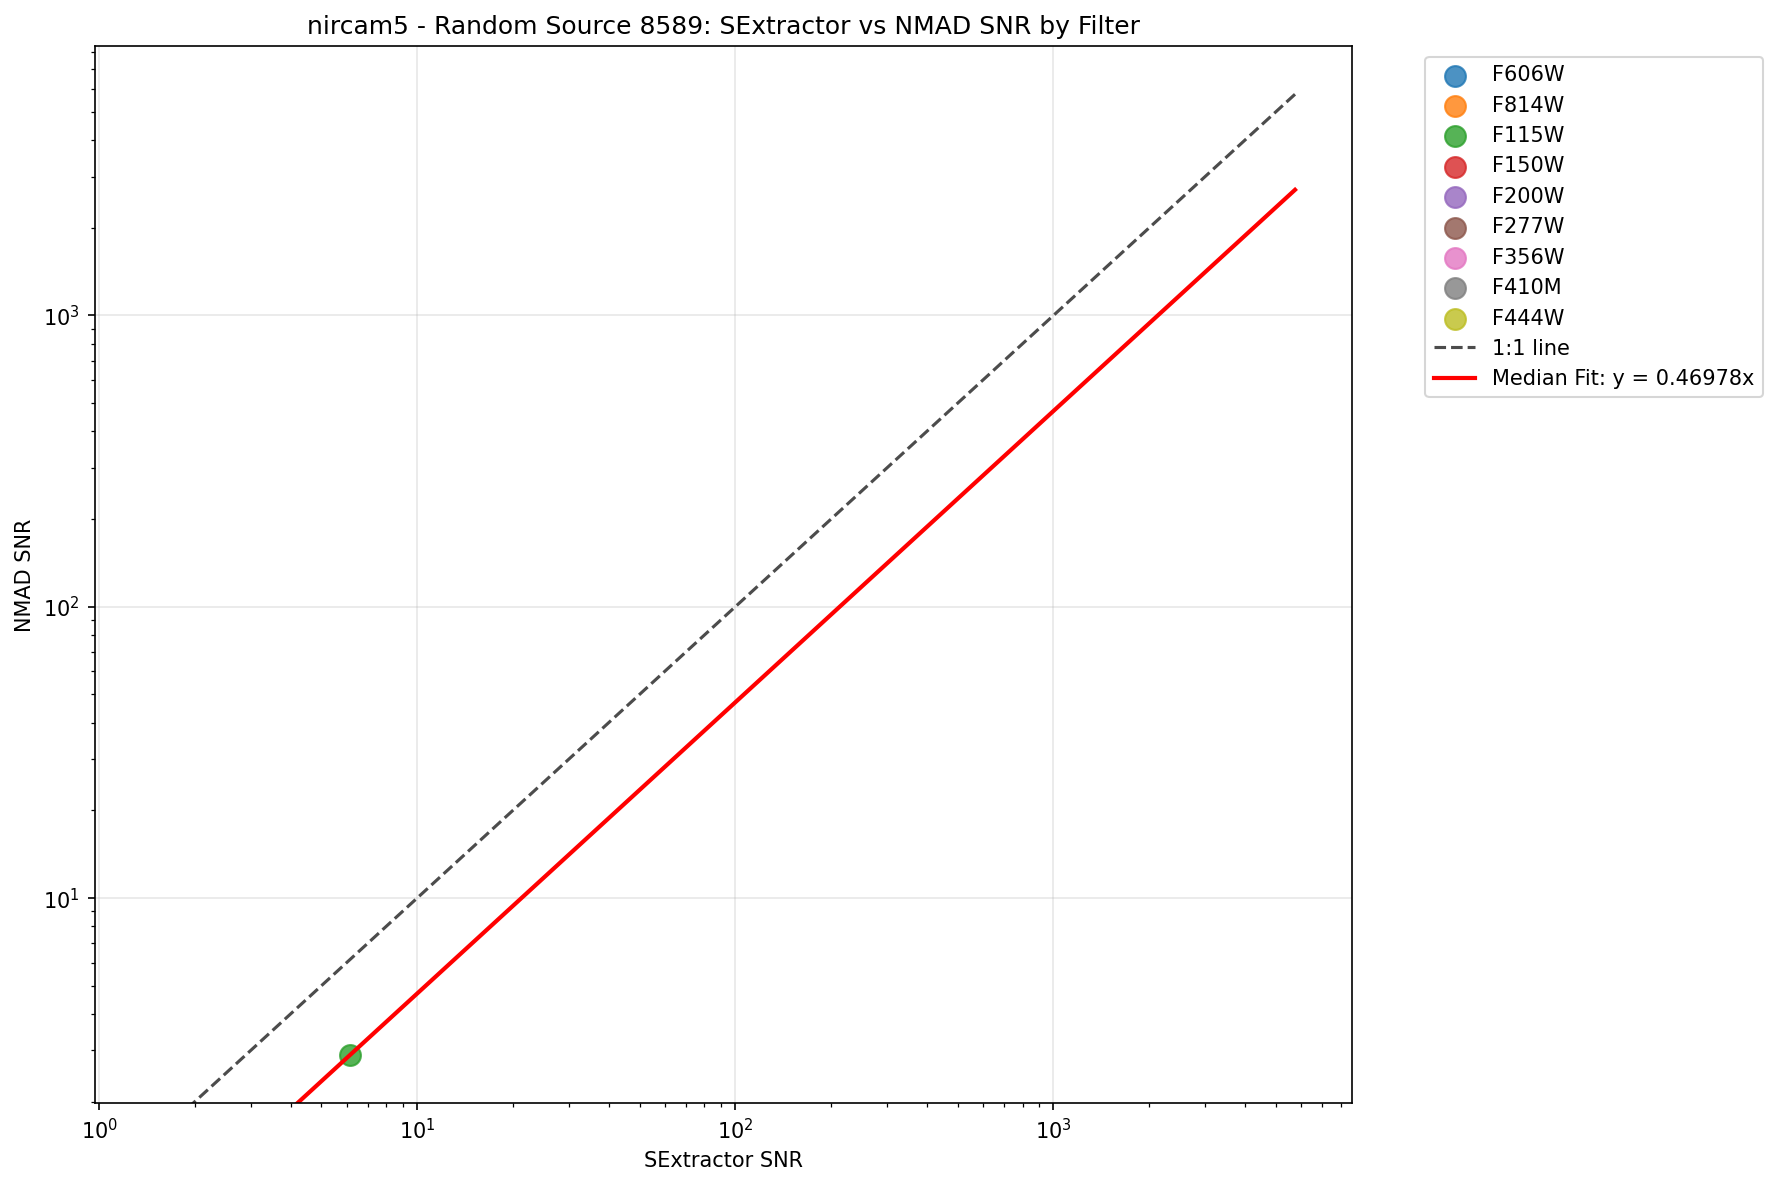 nircam5 - Random Source 8589: SExtractor vs NMAD SNR by Filter
F606W
F814W
F115W
F150W
F200W
F277W
F356W
F410M
F444W
1:1 line
Median Fit: y = 0.46978x
NMAD SNR
10³
10²
10¹
10⁰
10¹
10²
10³
SExtractor SNR